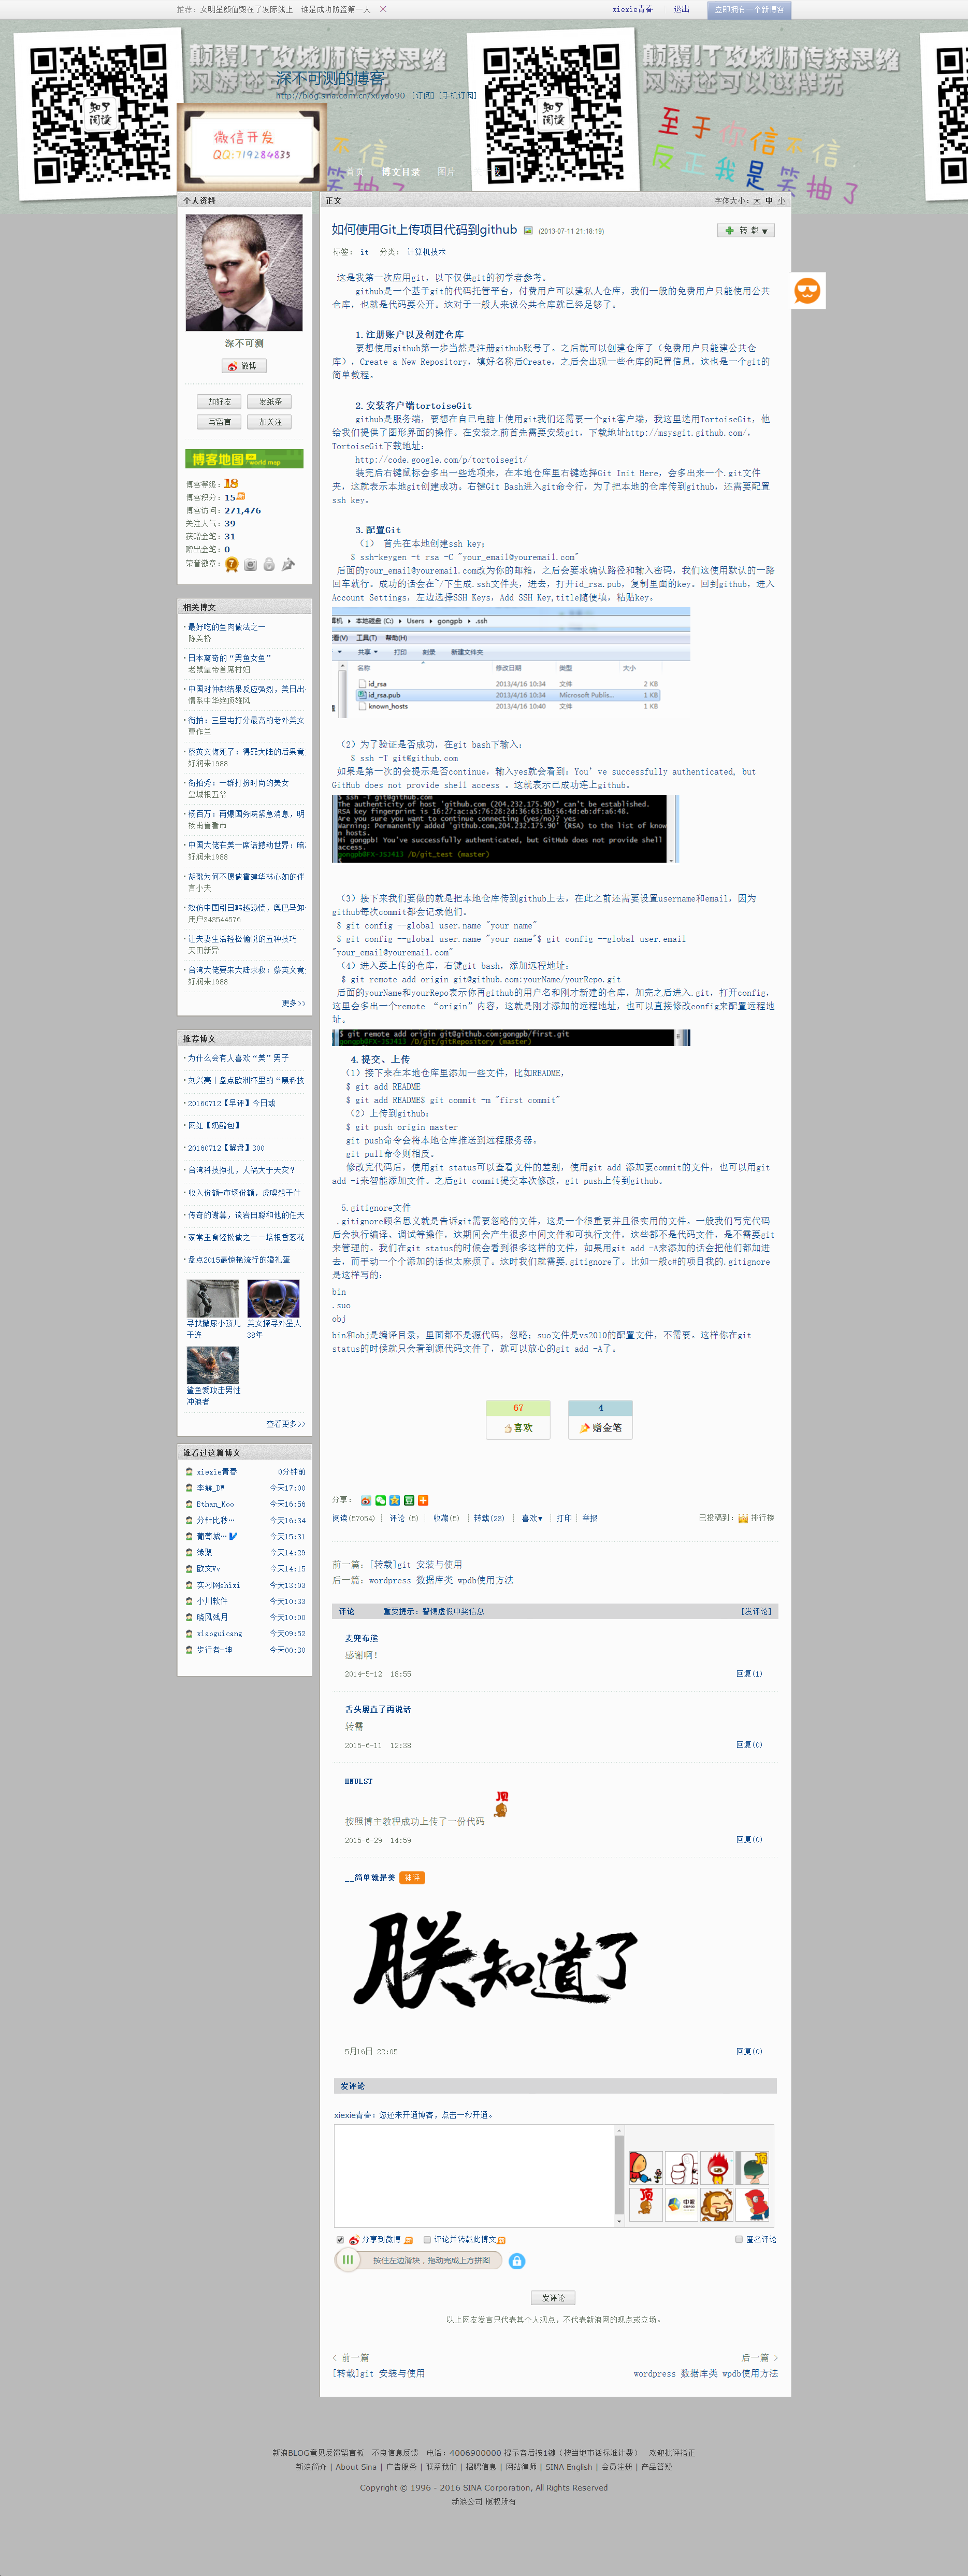 推荐：女明星颜值毁在了发际线上 谁是成功防盗第一人
xiexie青春 退出 立即拥有一个新博客
颠覆IT攻城师生活方式
深不可测的博客
http://blog.sina.com.cn/xuyao90 [订阅] [手机订阅]
微信开发
QQ:719284835
首页 博文目录 图片
个人资料
深不可测
微博
加好友 发纸条
写留言 加关注
博客地图 world map
博客等级：18
博客积分：15
博客访问：271,476
关注人气：39
获赠金笔：31
赠出金笔：0
荣誉徽章：
相关博文
最好吃的鱼肉做法之一
陈美桥
日本寓奇的“男鱼女鱼”
老鼠皇帝首席村妇
中国对仲裁结果反应强烈，美日出
情系中华绝顶雄风
街拍：三里屯打分最高的老外美女
曹作兰
蔡英文悔死了：得罪大陆的后果竟
好润来1988
街拍秀：一群打扮时尚的美女
皇城根五爷
杨百万：再爆国务院紧急消息，明
杨甫誉看市
中国大佬在美一席话撼动世界：喻
好润来1988
胡歌为何不愿做霍建华林心如的伴
言小天
效仿中国引日韩越恐慌，奥巴马卸
用户343544576
让夫妻生活轻松愉悦的五种技巧
天田新异
台湾大佬要来大陆求救：蔡英文竟
好润来1988
更多>>
推荐博文
为什么会有人喜欢“美”男子
刘兴亮丨盘点欧洲杯里的“黑科技
20160712【早评】今日或
网红【奶酪包】
20160712【解盘】300
台湾科技挣扎，人祸大于天灾？
收入份额=市场份额，虎嗅想干什
传奇的谢幕，谈岩田聪和他的任天
家常主食轻松做之－－培根香葱花
盘点2015最惊艳流行的婚礼蛋
寻找撒尿小孩儿于连
美女探寻外星人38年
鲨鱼爱攻击男性冲浪者
查看更多>>
谁看过这篇博文
xiexie青春 0分钟前
李赫_DW 今天17:00
Ethan_Koo 今天16:56
分针比秒… 今天16:34
葡萄城… 今天15:31
缘聚 今天14:29
欧文Vv 今天14:15
实习网shixi 今天13:03
小川软件 今天10:33
晓风残月 今天10:00
xiaoguicang 今天09:52
步行者-坤 今天00:30
正文 字体大小：大 中 小
如何使用Git上传项目代码到github (2013-07-11 21:18:19)
转载
标签： it 分类： 计算机技术
这是我第一次应用git，以下仅供git的初学者参考。
github是一个基于git的代码托管平台，付费用户可以建私人仓库，我们一般的免费用户只能使用公共
仓库，也就是代码要公开。这对于一般人来说公共仓库就已经足够了。
1.注册账户以及创建仓库
要想使用github第一步当然是注册github账号了。之后就可以创建仓库了（免费用户只能建公共仓
库），Create a New Repository，填好名称后Create，之后会出现一些仓库的配置信息，这也是一个git的
简单教程。
2.安装客户端tortoiseGit
github是服务端，要想在自己电脑上使用git我们还需要一个git客户端，我这里选用TortoiseGit，他
给我们提供了图形界面的操作。在安装之前首先需要安装git，下载地址http://msysgit.github.com/，
TortoiseGit下载地址：
http://code.google.com/p/tortoisegit/
装完后右键鼠标会多出一些选项来，在本地仓库里右键选择Git Init Here，会多出来一个.git文件
夹，这就表示本地git创建成功。右键Git Bash进入git命令行，为了把本地的仓库传到github，还需要配置
ssh key。
3.配置Git
（1） 首先在本地创建ssh key；
$ ssh-keygen -t rsa -C "your_email@youremail.com"
后面的your_email@youremail.com改为你的邮箱，之后会要求确认路径和输入密码，我们这使用默认的一路
回车就行。成功的话会在~/下生成.ssh文件夹，进去，打开id_rsa.pub，复制里面的key。回到github，进入
Account Settings，左边选择SSH Keys，Add SSH Key,title随便填，粘贴key。
本地磁盘 (C:) Users gongpb .ssh
工具(T) 帮助(H)
共享 打印 刻录 新建文件夹
名称 修改日期 类型 大小
id_rsa 2013/4/16 10:34 文件 2 KB
id_rsa.pub 2013/4/16 10:34 Microsoft Publis... 1 KB
known_hosts 2013/4/16 10:40 文件 1 KB
（2）为了验证是否成功，在git bash下输入：
$ ssh -T git@github.com
如果是第一次的会提示是否continue，输入yes就会看到：You’ve successfully authenticated, but
GitHub does not provide shell access 。这就表示已成功连上github。
$ ssh -T git@github.com
The authenticity of host 'github.com (204.232.175.90)' can't be established.
RSA key fingerprint is 16:27:ac:a5:76:28:2d:36:63:1b:56:4d:eb:df:a6:48.
Are you sure you want to continue connecting (yes/no)? yes
Warning: Permanently added 'github.com,204.232.175.90' (RSA) to the list of know
n hosts.
Hi gongpb! You've successfully authenticated, but GitHub does not provide shell
access.
gongpb@FX-JS3413 /D/git_test (master)
（3）接下来我们要做的就是把本地仓库传到github上去，在此之前还需要设置username和email，因为
github每次commit都会记录他们。
$ git config --global user.name "your name"
$ git config --global user.name "your name"$ git config --global user.email
"your_email@youremail.com"
（4）进入要上传的仓库，右键git bash，添加远程地址：
$ git remote add origin git@github.com:yourName/yourRepo.git
后面的yourName和yourRepo表示你再github的用户名和刚才新建的仓库，加完之后进入.git，打开config，
这里会多出一个remote “origin”内容，这就是刚才添加的远程地址，也可以直接修改config来配置远程地
址。
$ git remote add origin git@github.com:gongpb/first.git
gongpb@FX-JS3413 /D/git/gitRepository (master)
4.提交、上传
（1）接下来在本地仓库里添加一些文件，比如README，
$ git add README
$ git add README$ git commit -m "first commit"
（2）上传到github：
$ git push origin master
git push命令会将本地仓库推送到远程服务器。
git pull命令则相反。
修改完代码后，使用git status可以查看文件的差别，使用git add 添加要commit的文件，也可以用git
add -i来智能添加文件。之后git commit提交本次修改，git push上传到github。
5.gitignore文件
.gitignore顾名思义就是告诉git需要忽略的文件，这是一个很重要并且很实用的文件。一般我们写完代码
后会执行编译、调试等操作，这期间会产生很多中间文件和可执行文件，这些都不是代码文件，是不需要git
来管理的。我们在git status的时候会看到很多这样的文件，如果用git add -A来添加的话会把他们都加进
去，而手动一个个添加的话也太麻烦了。这时我们就需要.gitignore了。比如一般c#的项目我的.gitignore
是这样写的：
bin
.suo
obj
bin和obj是编译目录，里面都不是源代码，忽略；suo文件是vs2010的配置文件，不需要。这样你在git
status的时候就只会看到源代码文件了，就可以放心的git add -A了。
67 4
喜欢 赠金笔
分享：
阅读(57054) 评论 (5) 收藏(5) 转载(23) 喜欢▼ 打印 举报 已投稿到： 排行榜
前一篇：[转载]git 安装与使用
后一篇：wordpress 数据库类 wpdb使用方法
评论 重要提示：警惕虚假中奖信息 [发评论]
麦兜布熊
感谢啊！
2014-5-12 18:55 回复(1)
舌头屡直了再说话
转需
2015-6-11 12:38 回复(0)
HNULST
按照博主教程成功上传了一份代码
2015-6-29 14:59 回复(0)
__简单就是美 神评
朕知道了
5月16日 22:05 回复(0)
发评论
xiexie青春：您还未开通博客，点击一秒开通。
分享到微博 评论并转载此博文 匿名评论
按住左边滑块，拖动完成上方拼图
发评论
以上网友发言只代表其个人观点，不代表新浪网的观点或立场。
< 前一篇 后一篇 >
[转载]git 安装与使用 wordpress 数据库类 wpdb使用方法
新浪BLOG意见反馈留言板 不良信息反馈 电话：4006900000 提示音后按1键（按当地市话标准计费） 欢迎批评指正
新浪简介 | About Sina | 广告服务 | 联系我们 | 招聘信息 | 网站律师 | SINA English | 会员注册 | 产品答疑
Copyright © 1996 - 2016 SINA Corporation, All Rights Reserved
新浪公司 版权所有